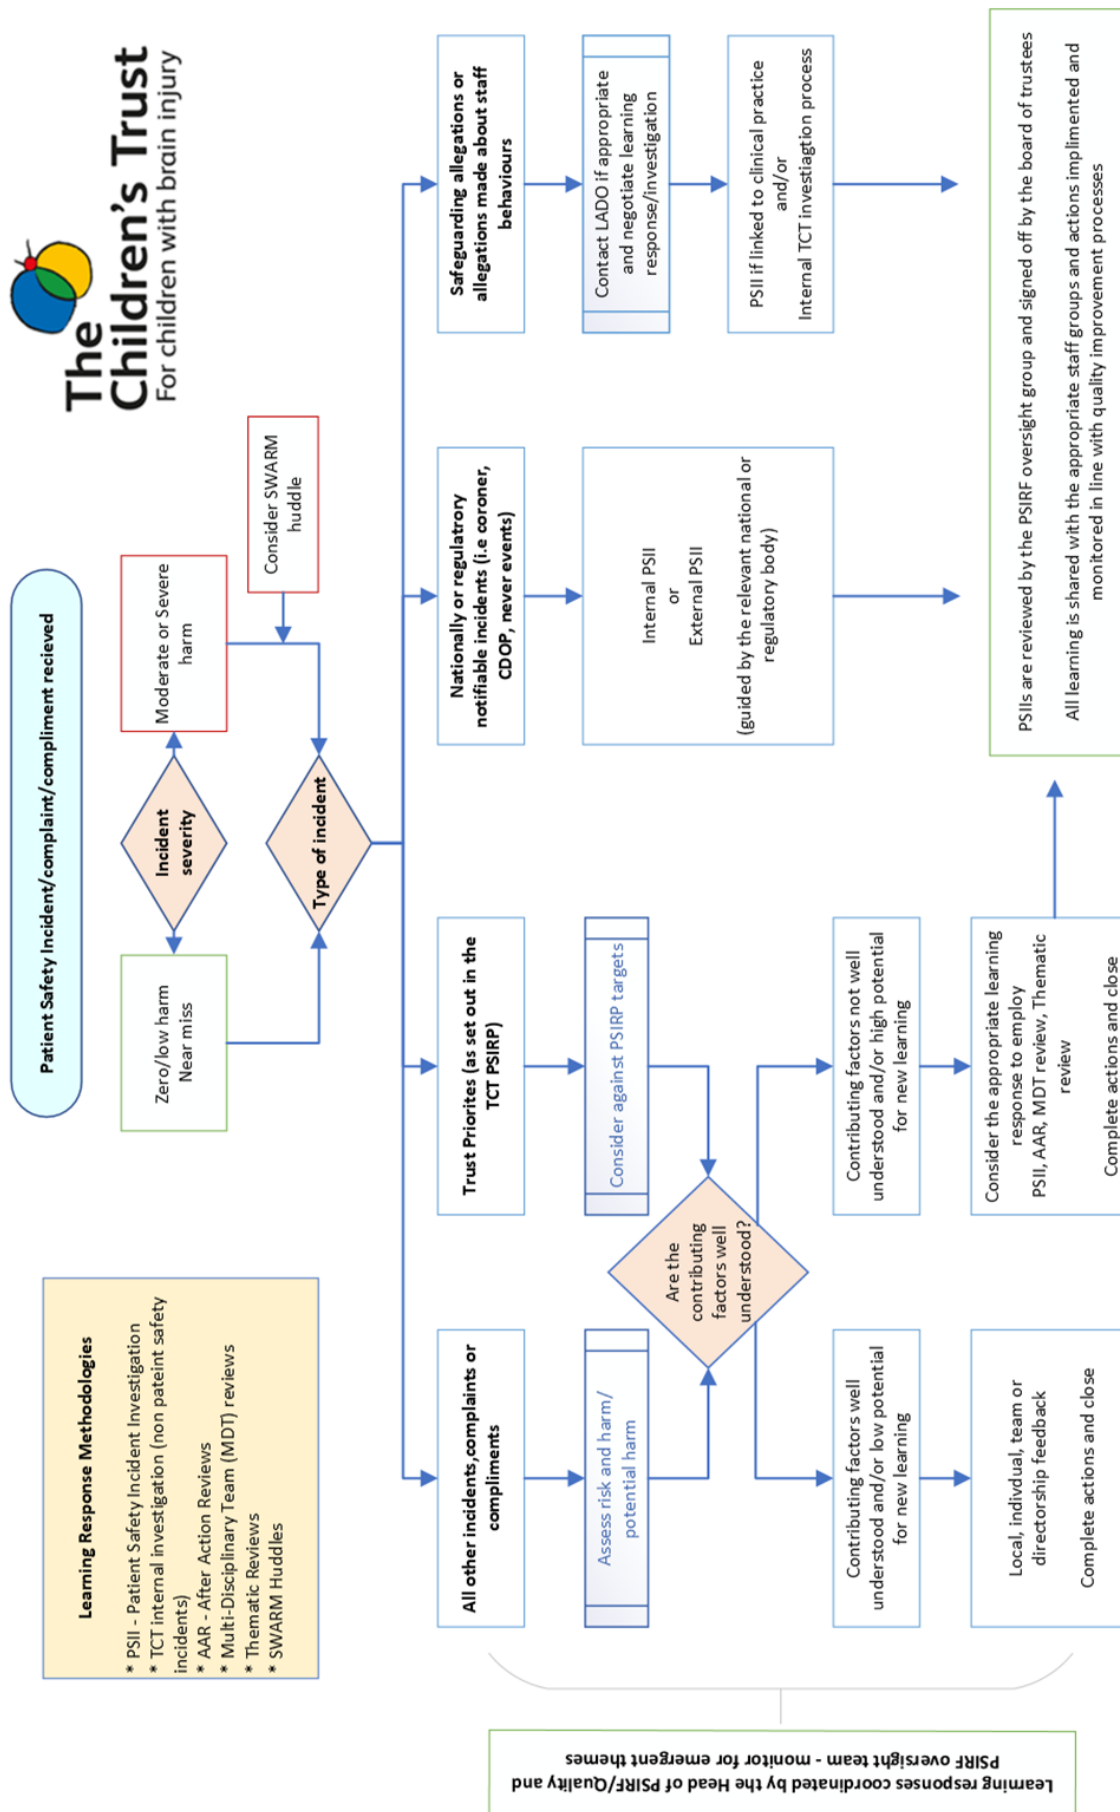 The
Children's Trust
For children with brain injury
Patient Safety Incident/complaint/compliment recieved
Learning Response Methodologies
* PSII - Patient Safety Incident Investigation
* TCT internal investigation (non pateint safety
incidents)
* AAR - After Action Reviews
* Multi-Disciplinary Team (MDT) reviews
* Thematic Reviews
* SWARM Huddles
Zero/low harm
Near miss
Incident
severity
Moderate or Severe
harm
Consider SWARM
huddle
Type of incident
All other incidents,complaints or
compliments
Trust Priorites (as set out in the
TCT PSIRP)
Nationally or regulatrory
notifiable incidents (i.e coroner,
CDOP, never events)
Safeguarding allegations or
allegations made about staff
behaviours
Assess risk and harm/
potential harm
Consider against PSIRP targets
Internal PSII
or
External PSII
(guided by the relevant national or
regulatory body)
Contact LADO if appropriate
and negotiate learning
response/investigation
Are the
contributing
factors well
understood?
PSII if linked to clinical practice
and/or
Internal TCT investiagtion process
Contributing factors well
understood and/or low potential
for new learning
Contributing factors not well
understood and/or high potential
for new learning
Local, indivdual, team or
directorship feedback
Complete actions and close
Consider the appropriate learning
response to employ
PSII, AAR, MDT review, Thematic
review
Complete actions and close
PSIIs are reviewed by the PSIRF oversight group and signed off by the board of trustees
All learning is shared with the appropriate staff groups and actions implimented and
monitored in line with quality improvement processes
Learning responses coordinated by the Head of PSIRF/Quality and
PSIRF oversight team - monitor for emergent themes